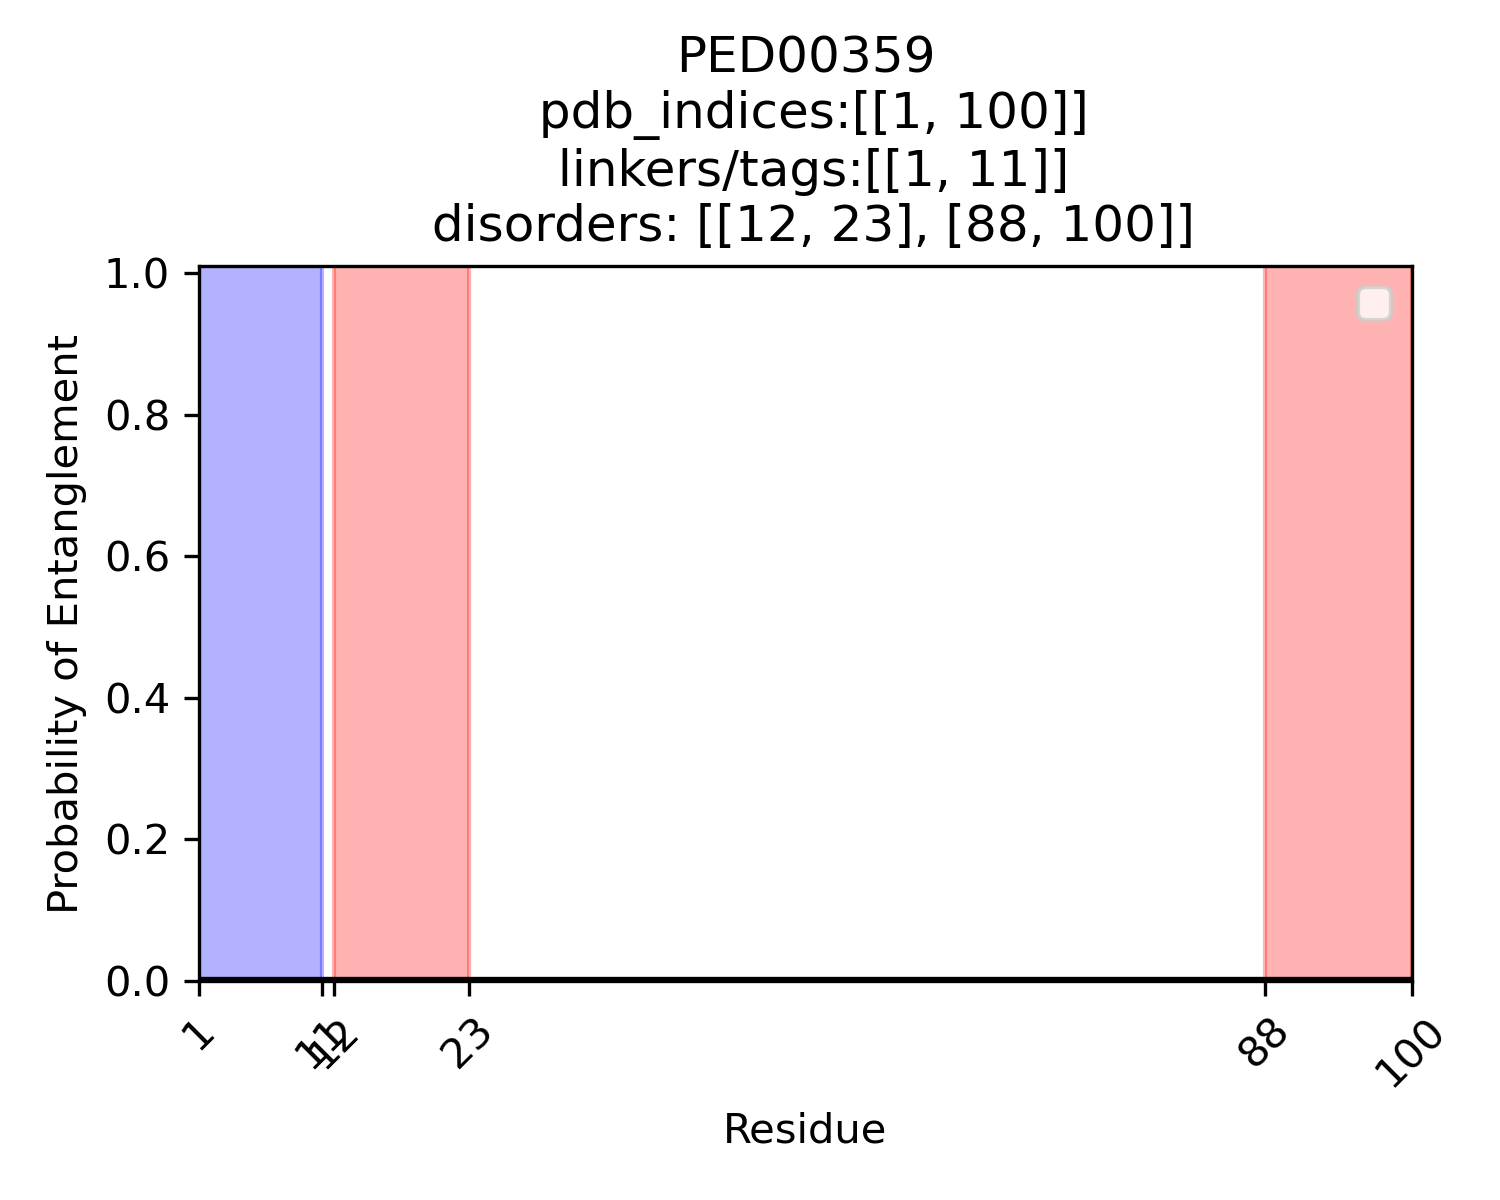 PED00359
pdb_indices:[[1, 100]]
linkers/tags:[[1, 11]]
disorders: [[12, 23], [88, 100]]
1.0
0.8
0.6
0.4
0.2
0.0
Probability of Entanglement
1
11
12
23
88
100
Residue